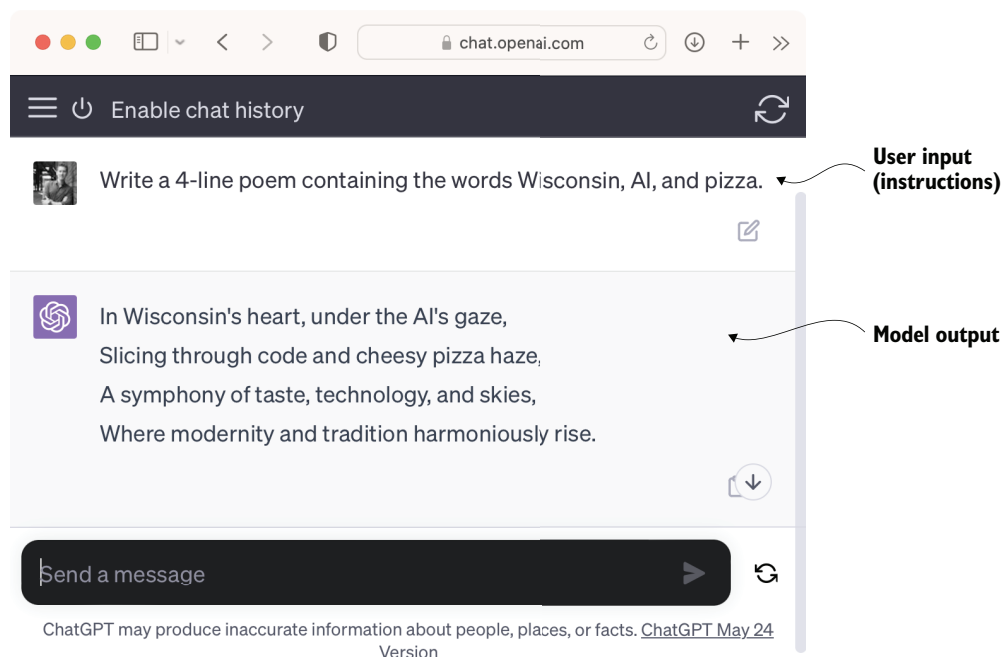 chat.openai.com
Enable chat history
Write a 4-line poem containing the words Wisconsin, AI, and pizza.
User input
(instructions)
In Wisconsin's heart, under the AI's gaze,
Slicing through code and cheesy pizza haze,
A symphony of taste, technology, and skies,
Where modernity and tradition harmoniously rise.
Model output
Send a message
ChatGPT may produce inaccurate information about people, places, or facts. ChatGPT May 24
Version